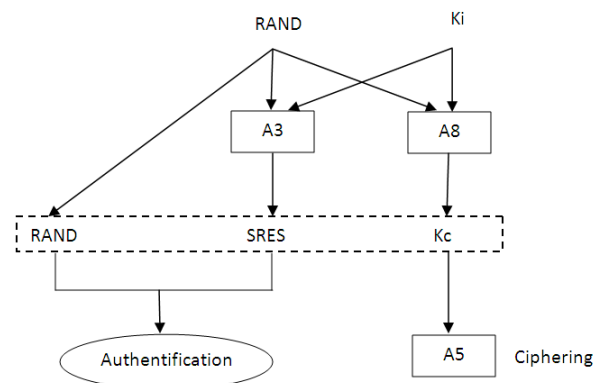 RAND
Ki
A3
A8
RAND
SRES
Kc
Authentification
A5
Ciphering